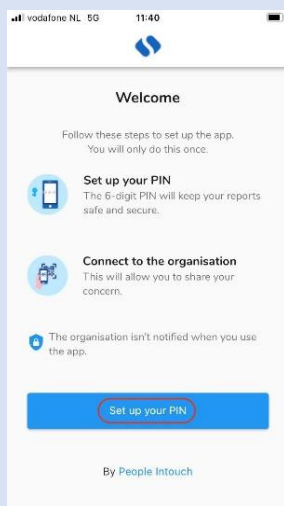 vodafone NL 5G 11:40
Welcome
Follow these steps to set up the app.
You will only do this once.
Set up your PIN
The 6-digit PIN will keep your reports
safe and secure.
Connect to the organisation
This will allow you to share your
concern.
The organisation isn't notified when you use
the app.
Set up your PIN
By People Intouch